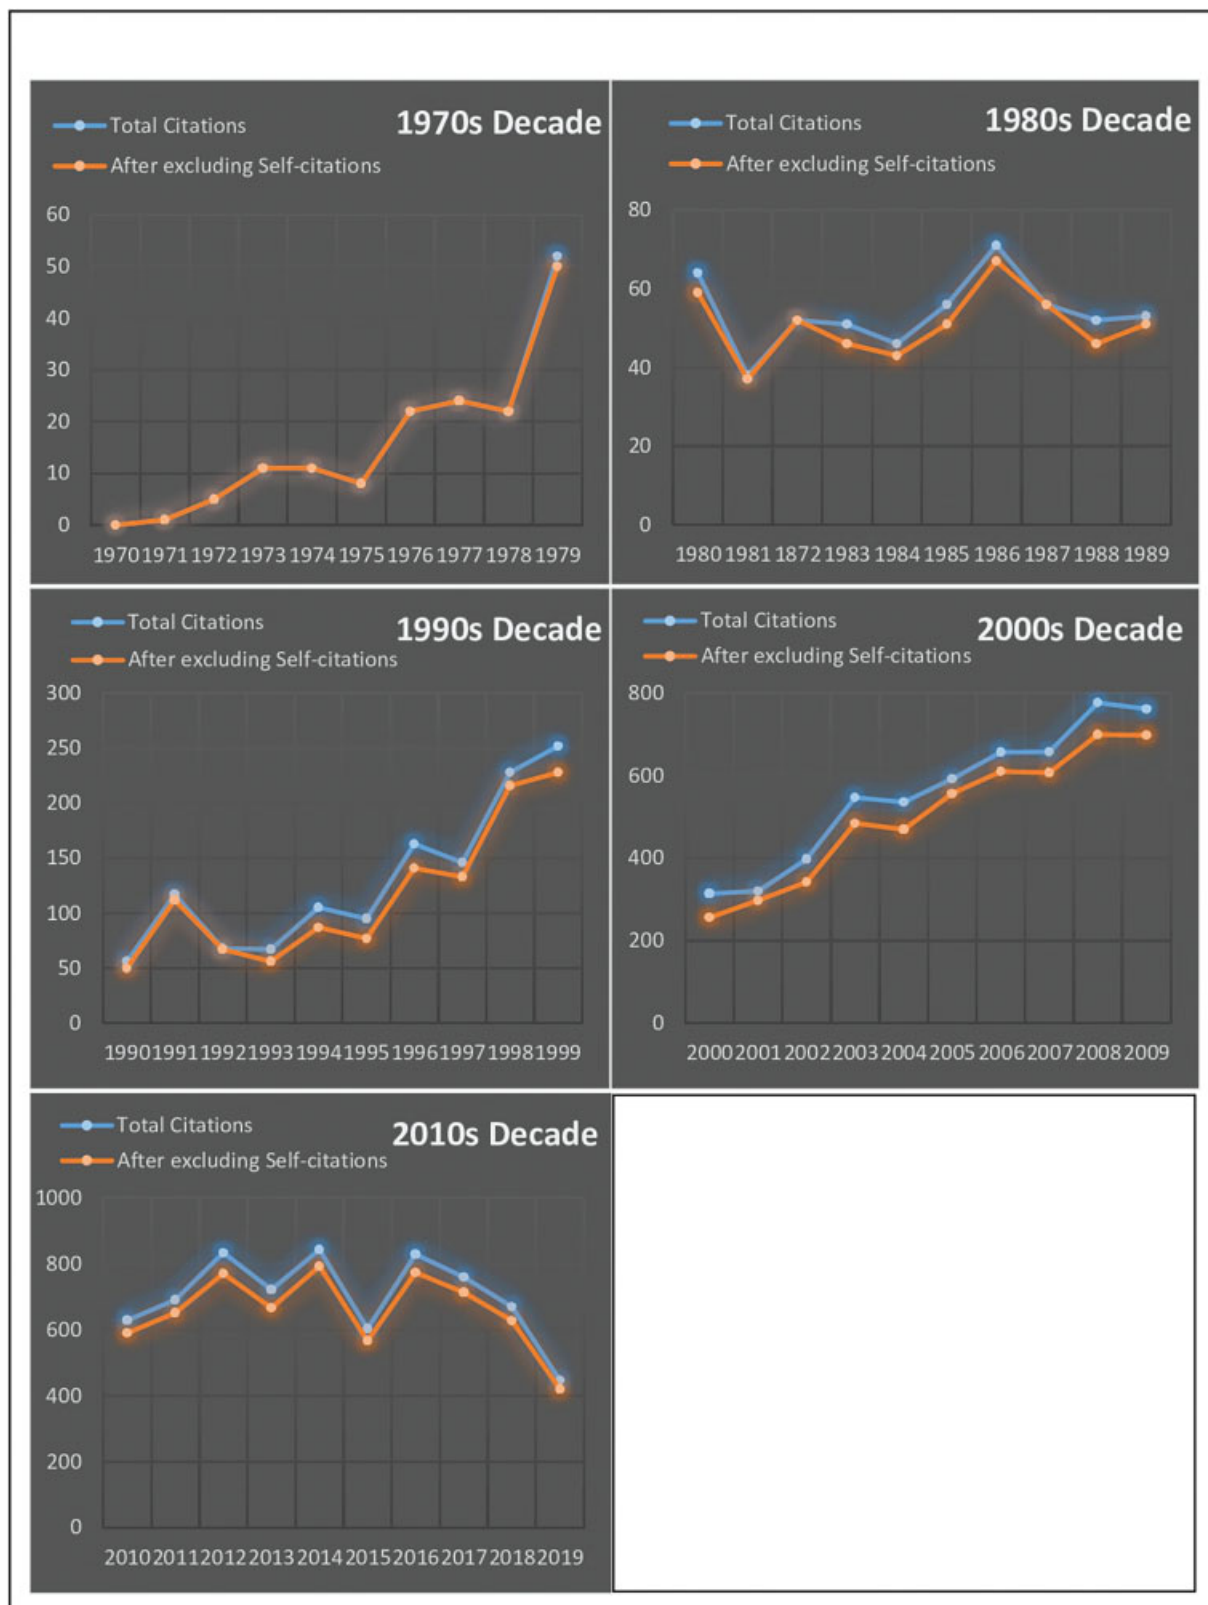 Total Citations
1970s Decade
After excluding Self-citations
60
50
40
30
20
10
0
1970 1971 1972 1973 1974 1975 1976 1977 1978 1979
Total Citations
1980s Decade
After excluding Self-citations
80
60
40
20
0
1980 1981 1872 1983 1984 1985 1986 1987 1988 1989
Total Citations
1990s Decade
After excluding Self-citations
300
250
200
150
100
50
0
1990 1991 1992 1993 1994 1995 1996 1997 1998 1999
Total Citations
2000s Decade
After excluding Self-citations
800
600
400
200
0
2000 2001 2002 2003 2004 2005 2006 2007 2008 2009
Total Citations
2010s Decade
After excluding Self-citations
1000
800
600
400
200
0
2010 2011 2012 2013 2014 2015 2016 2017 2018 2019